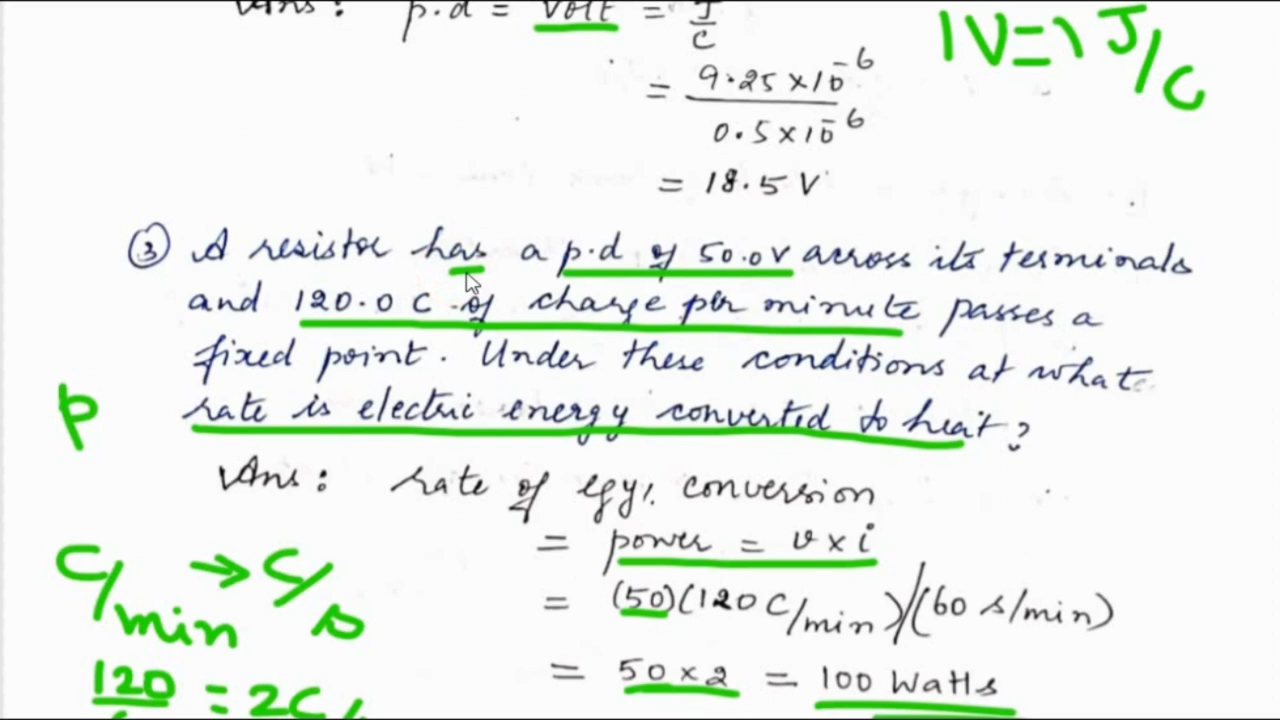 Ans : p.d = volt = J/C
1V = 1 J/C
= 9.25 x 10^-6 / 0.5 x 10^-6
= 18.5 V
③ A resistor has a p.d of 50.0v across its terminals
and 120.0 C of charge per minute passes a
fixed point. Under these conditions at what
rate is electric energy converted to heat?
P
Ans : rate of egy. conversion
= power = v x i
C/min → C/s
= (50)(120 C/min)/(60 s/min)
= 50 x 2 = 100 Watts
120
= 2C/